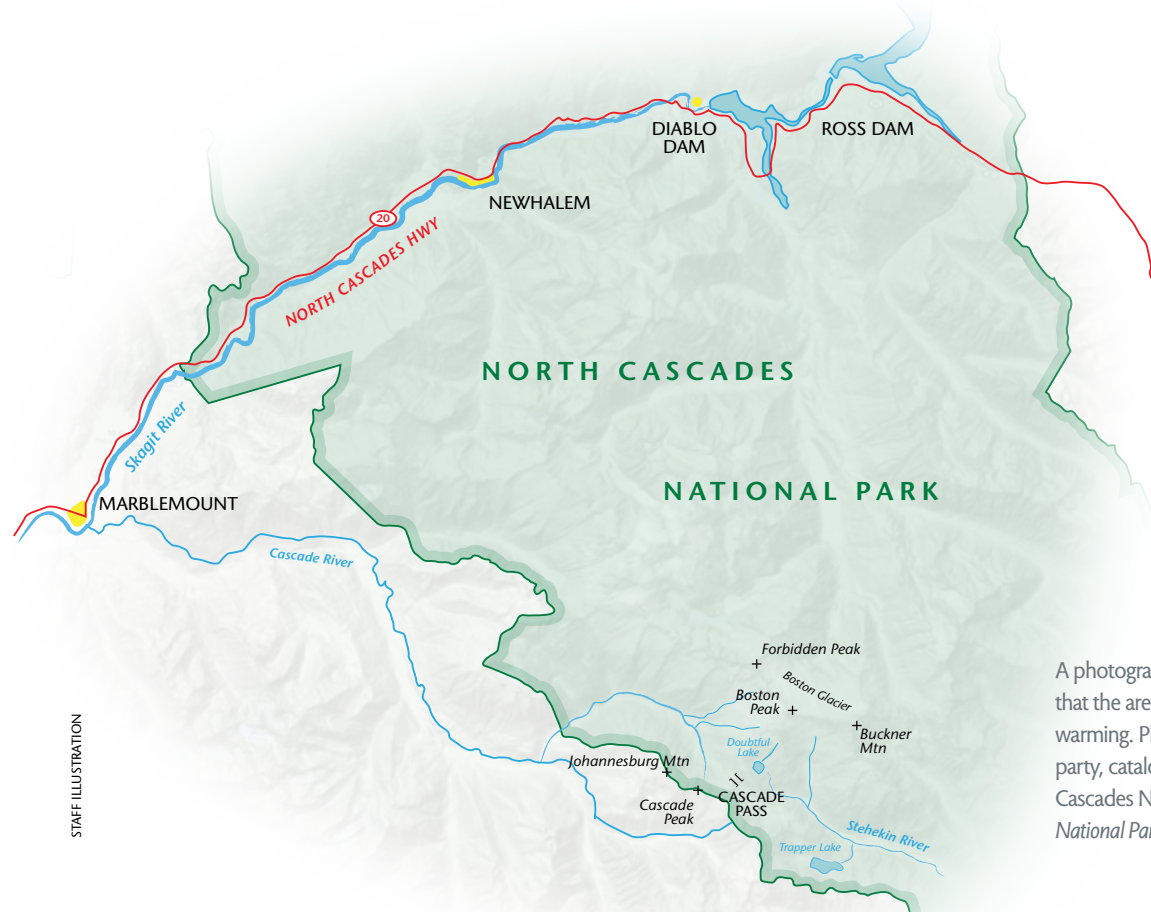 DIABLO
DAM
ROSS DAM
NEWHALEM
20
NORTH CASCADES HWY
NORTH CASCADES
Skagit River
NATIONAL PARK
MARBLEMOUNT
Cascade River
Forbidden Peak
Boston Glacier
Boston
Peak
Buckner
Mtn
Doubtful
Lake
Johannesburg Mtn
CASCADE
PASS
Cascade
Peak
Stehekin River
Trapper Lake
STAFF ILLUSTRATION
A photogra
that the are
warming. P
party, catalo
Cascades N
National Par